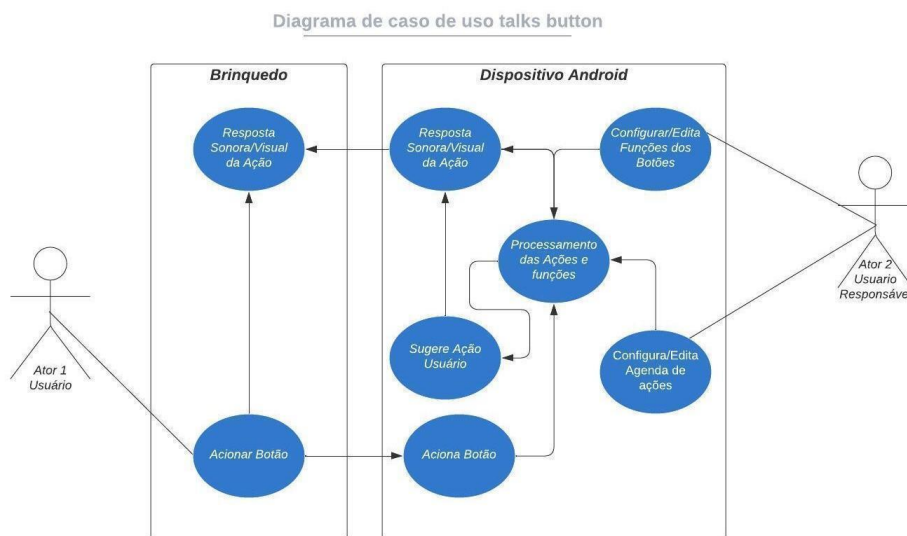 Diagrama de caso de uso talks button
Brinquedo
Dispositivo Android
Resposta
Sonora/Visual
da Ação
Resposta
Sonora/Visual
da Ação
Configurar/Edita
Funções dos
Botões
Processamento
das Ações e
funções
Ator 2
Usuario
Responsáve
Sugere Ação
Usuário
Configura/Edita
Agenda de
ações
Ator 1
Usuário
Acionar Botão
Aciona Botão